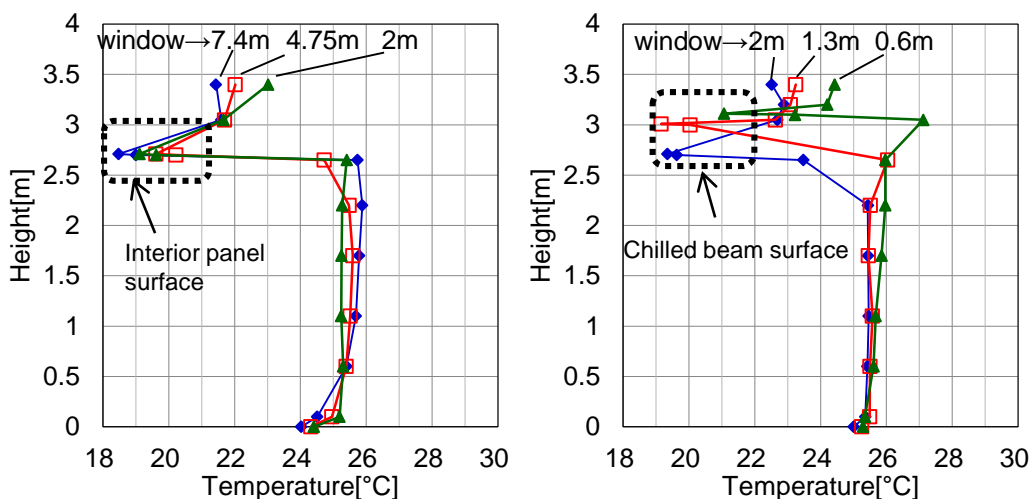 4
window→7.4m 4.75m 2m
3.5
3
2.5
2
1.5
1
0.5
0
Height[m]
Interior panel
surface
18 20 22 24 26 28 30
Temperature[°C]
4
window→2m 1.3m 0.6m
3.5
3
2.5
2
1.5
1
0.5
0
Height[m]
Chilled beam surface
18 20 22 24 26 28 30
Temperature[°C]